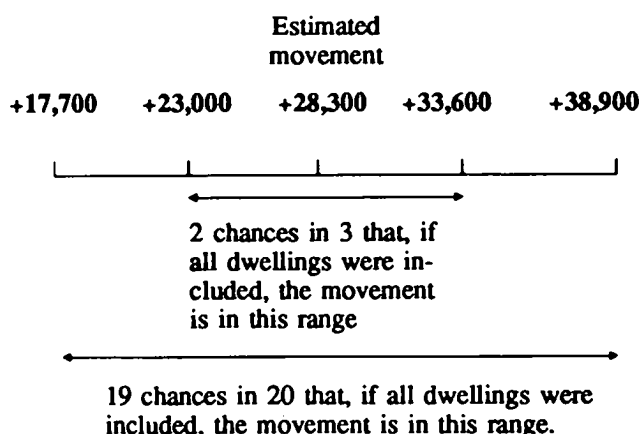 Estimated
movement
+17,700 +23,000 +28,300 +33,600 +38,900
2 chances in 3 that, if
all dwellings were in-
cluded, the movement
is in this range
19 chances in 20 that, if all dwellings were
included, the movement is in this range.